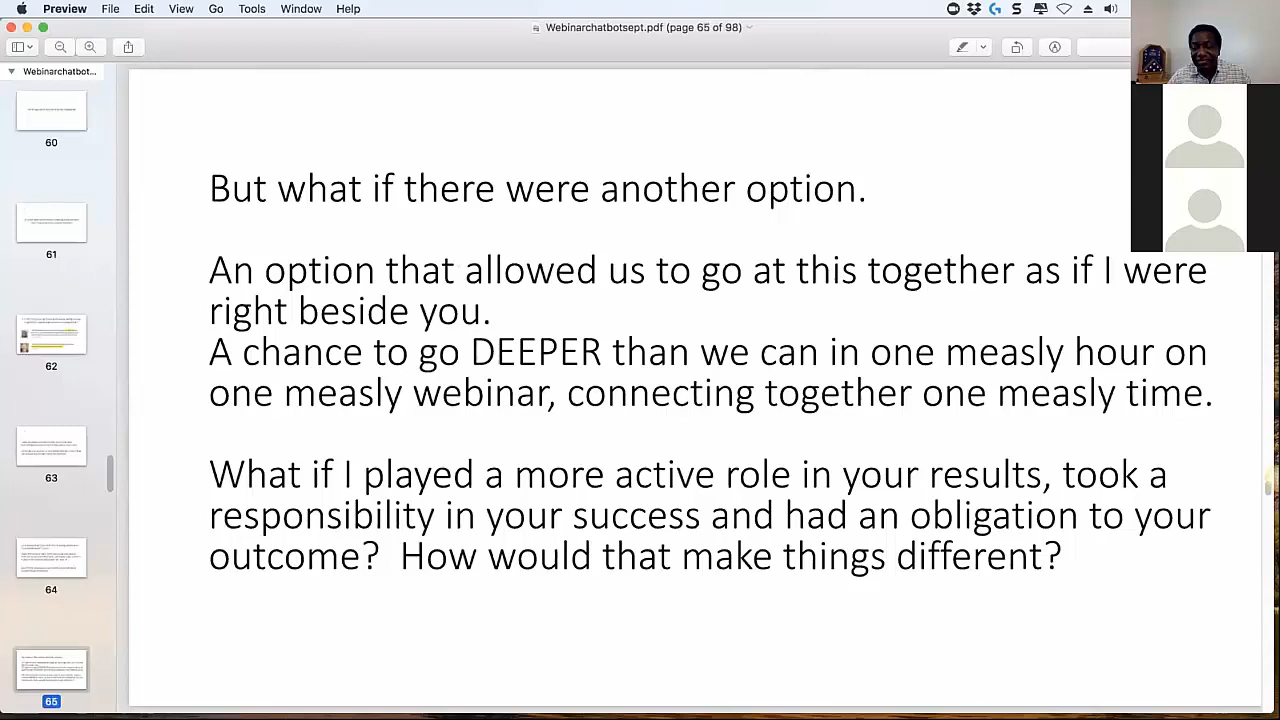 Preview File Edit View Go Tools Window Help
Webinarchatbotsept.pdf (page 65 of 98)
Webinarchatbot...
60
61
62
63
64
65
But what if there were another option.
An option that allowed us to go at this together as if I were
right beside you.
A chance to go DEEPER than we can in one measly hour on
one measly webinar, connecting together one measly time.
What if I played a more active role in your results, took a
responsibility in your success and had an obligation to your
outcome? How would that make things different?